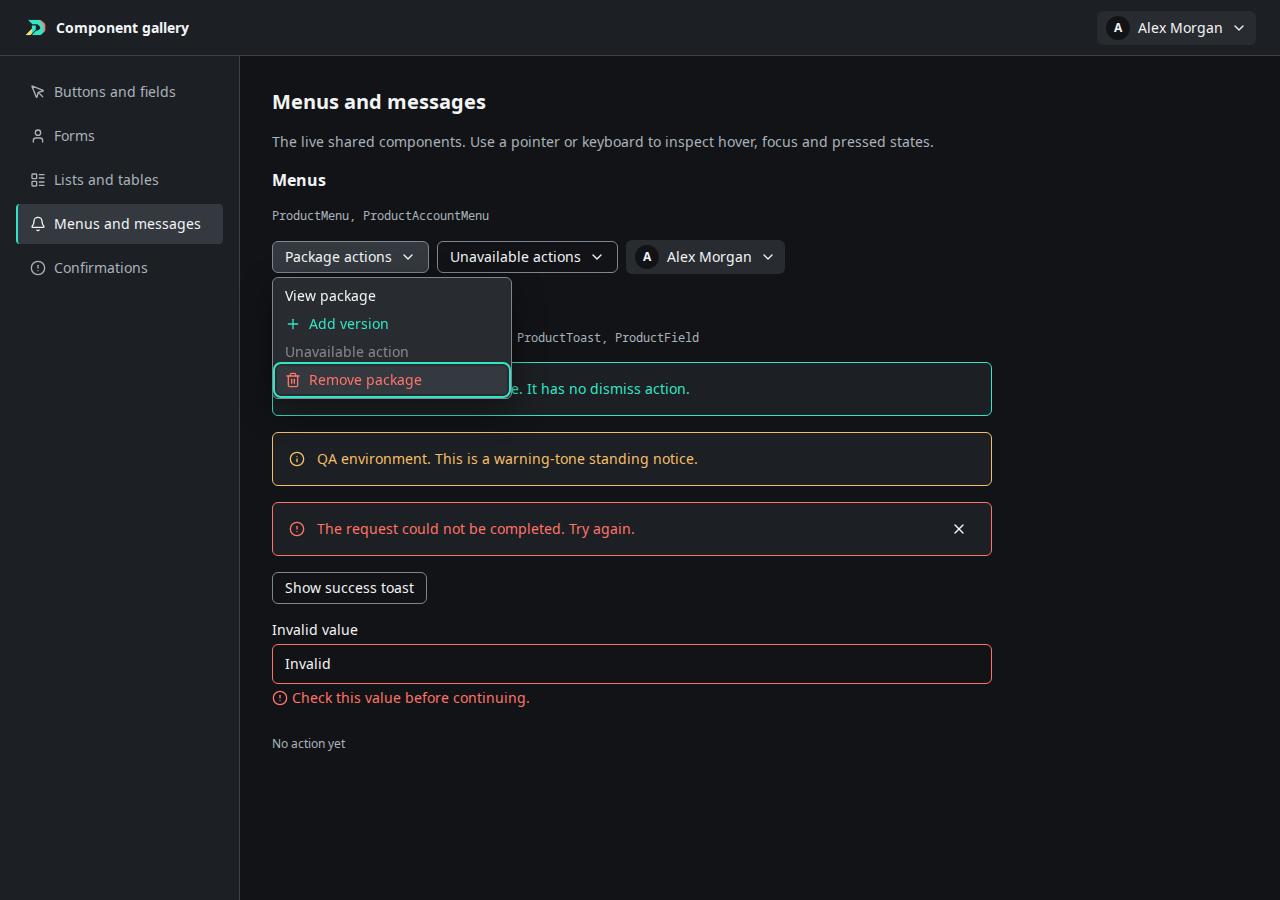 Component gallery
A Alex Morgan
Buttons and fields
Forms
Lists and tables
Menus and messages
Confirmations
Menus and messages
The live shared components. Use a pointer or keyboard to inspect hover, focus and pressed states.
Menus
ProductMenu, ProductAccountMenu
Package actions
Unavailable actions
A Alex Morgan
View package
Add version
Unavailable action
Remove package
ProductToast, ProductField
e. It has no dismiss action.
QA environment. This is a warning-tone standing notice.
The request could not be completed. Try again.
Show success toast
Invalid value
Invalid
Check this value before continuing.
No action yet